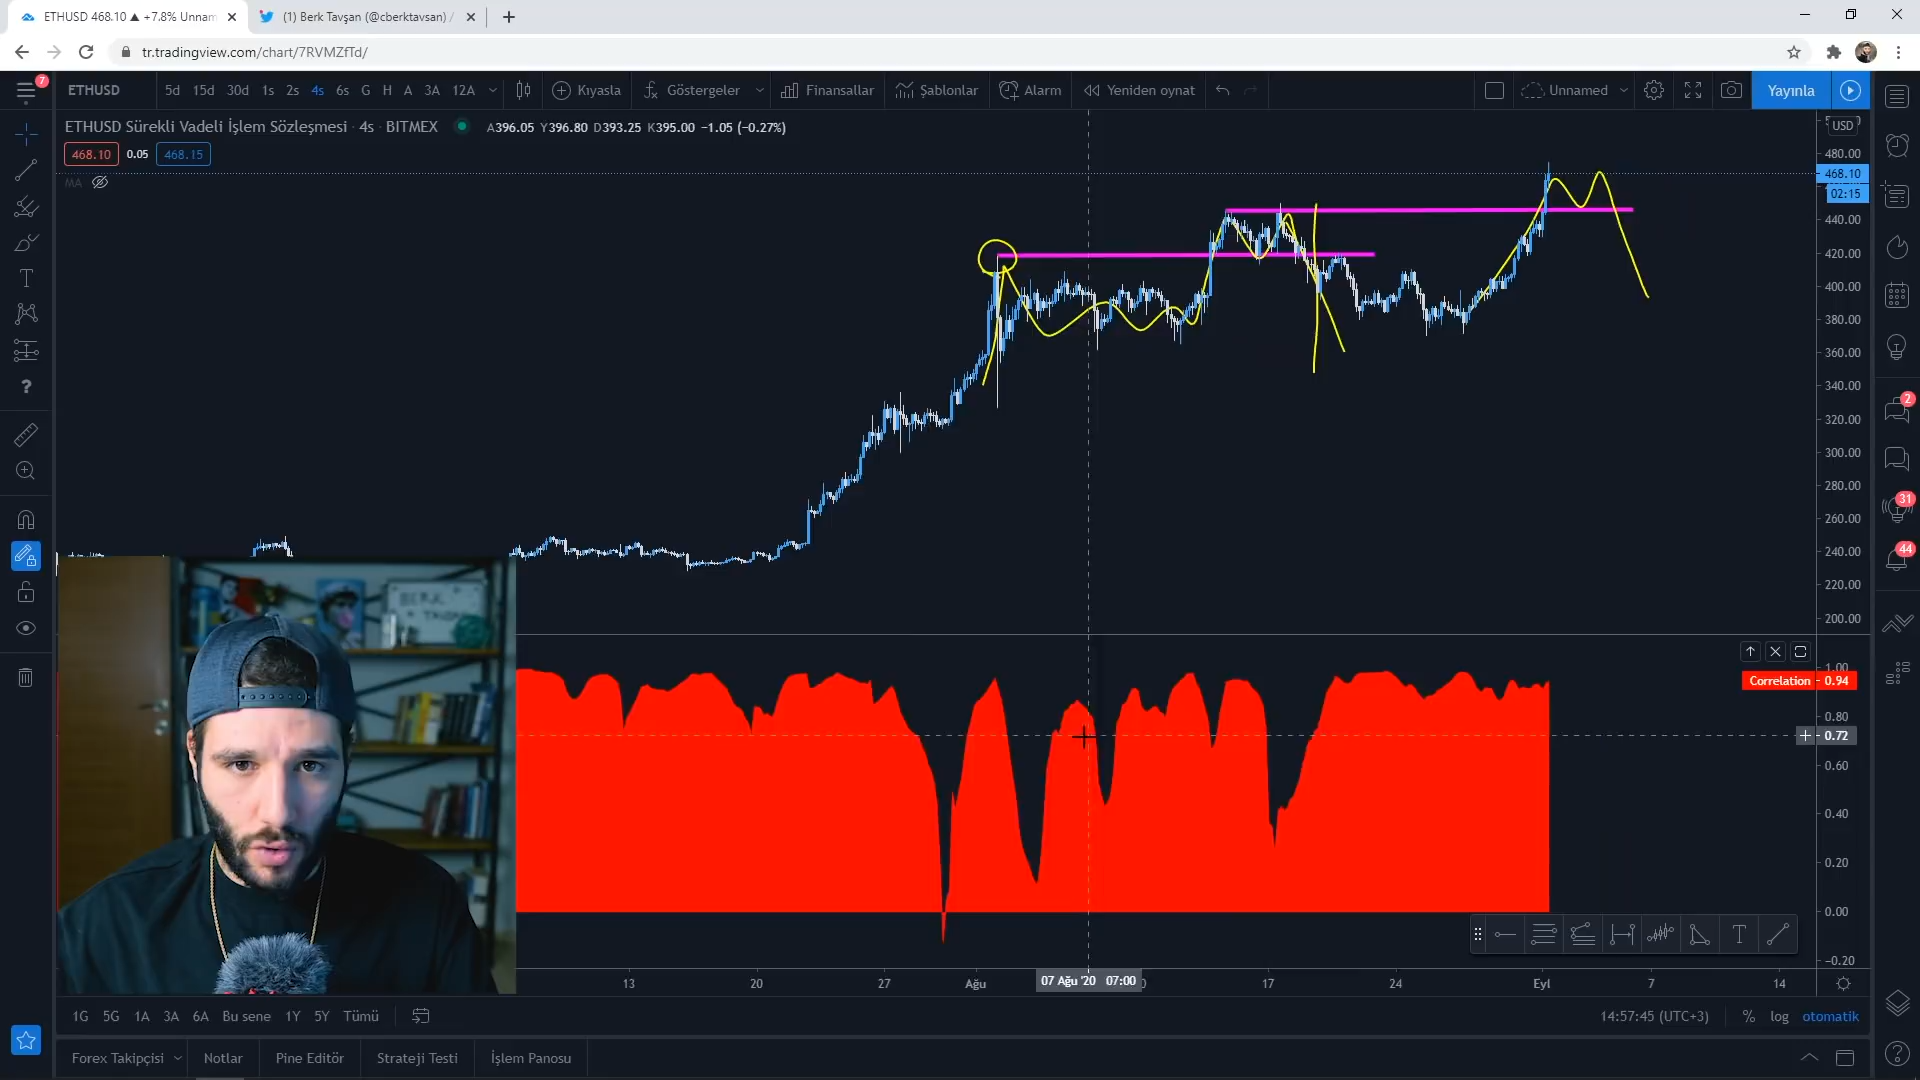 ETHUSD 468.10 ▲ +7.8% Unnam
(1) Berk Tavşan (@cberktavsan) /
tr.tradingview.com/chart/7RVMZfTd/
7
ETHUSD
5d 15d 30d 1s 2s 4s 6s G H A 3A 12A
Kıyasla
Göstergeler
Finansallar
Şablonlar
Alarm
Yeniden oynat
Unnamed
Yayınla
ETHUSD Sürekli Vadeli İşlem Sözleşmesi · 4s · BITMEX
A396.05 Y396.80 D393.25 K395.00 −1.05 (−0.27%)
USD
468.10 0.05 468.15
MA
480.00
468.10
02:15
440.00
420.00
400.00
380.00
360.00
340.00
320.00
300.00
280.00
260.00
240.00
220.00
200.00
2
31
44
BERK
1.00
Correlation 0.94
0.80
0.72
0.60
0.40
0.20
0.00
−0.20
13 20 27 Ağu 07 Ağu '20 07:00 17 24 Eyl 7 14
1G 5G 1A 3A 6A Bu sene 1Y 5Y Tümü
14:57:45 (UTC+3) % log otomatik
Forex Takipçisi Notlar Pine Editör Strateji Testi İşlem Panosu